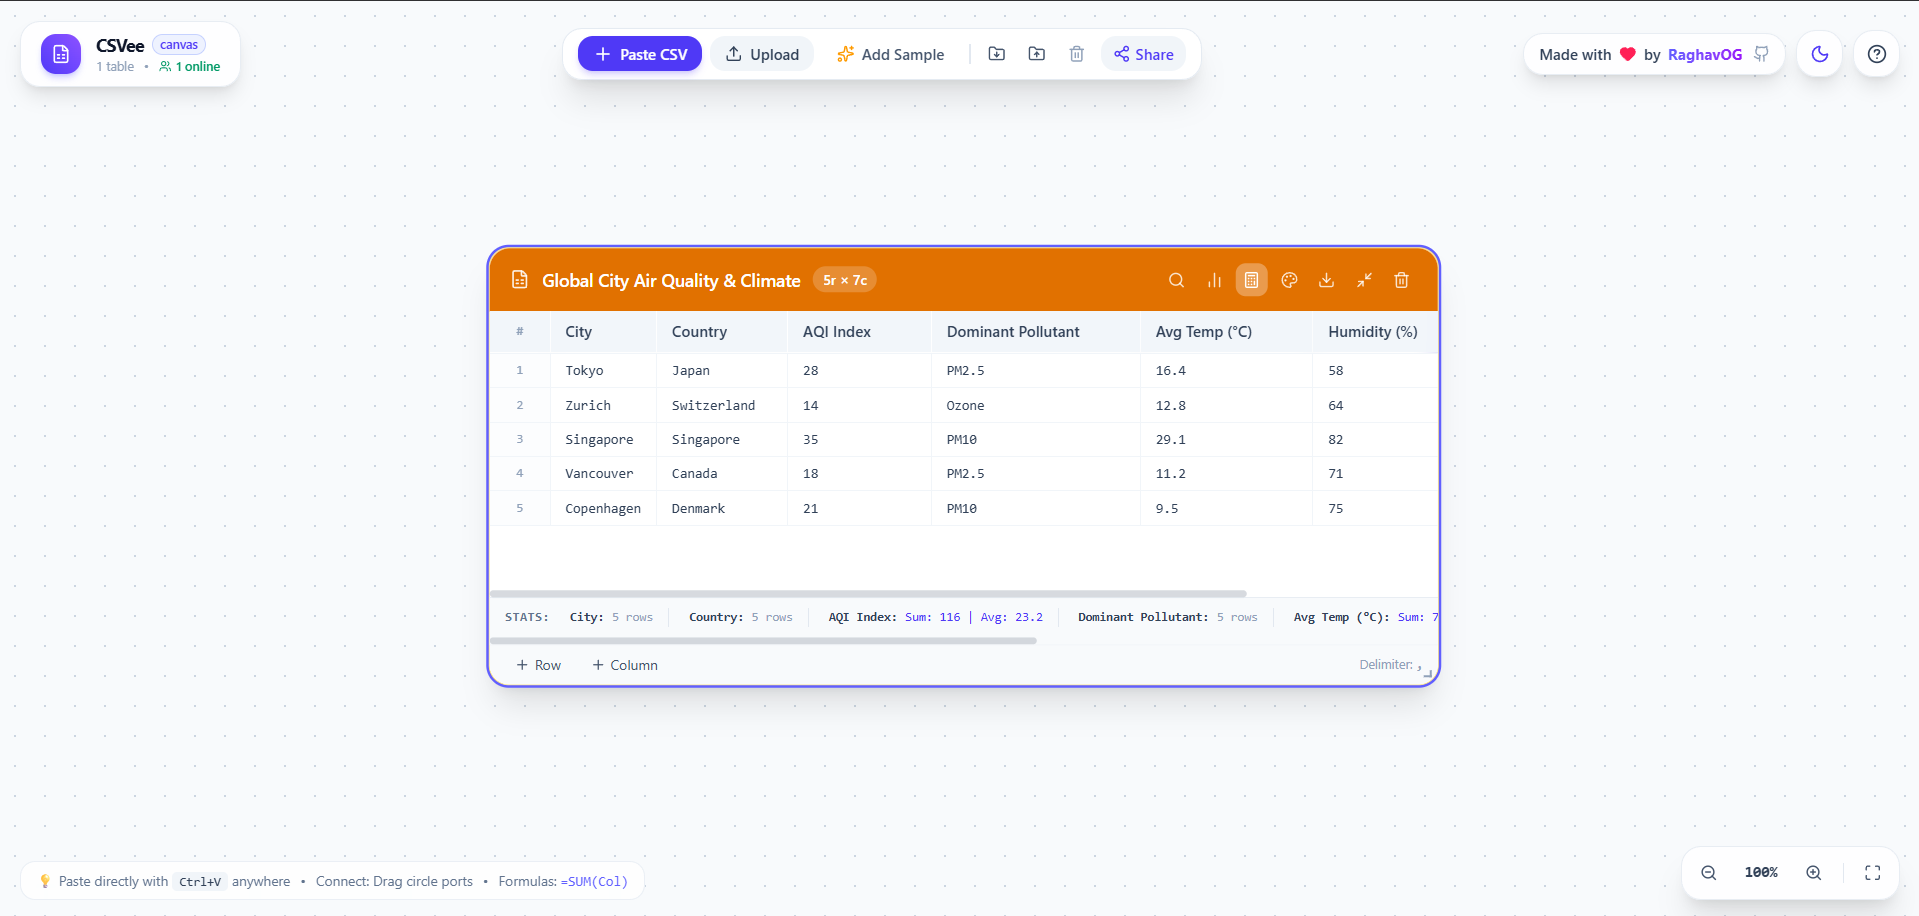 CSVee canvas
1 table • 1 online
Paste CSV Upload Add Sample Share
Made with by RaghavOG
Global City Air Quality & Climate 5r × 7c
# City Country AQI Index Dominant Pollutant Avg Temp (°C) Humidity (%)
1 Tokyo Japan 28 PM2.5 16.4 58
2 Zurich Switzerland 14 Ozone 12.8 64
3 Singapore Singapore 35 PM10 29.1 82
4 Vancouver Canada 18 PM2.5 11.2 71
5 Copenhagen Denmark 21 PM10 9.5 75
STATS: City: 5 rows Country: 5 rows AQI Index: Sum: 116 | Avg: 23.2 Dominant Pollutant: 5 rows Avg Temp (°C): Sum: 7
+ Row + Column Delimiter: ,
Paste directly with Ctrl+V anywhere • Connect: Drag circle ports • Formulas: =SUM(Col)
100%